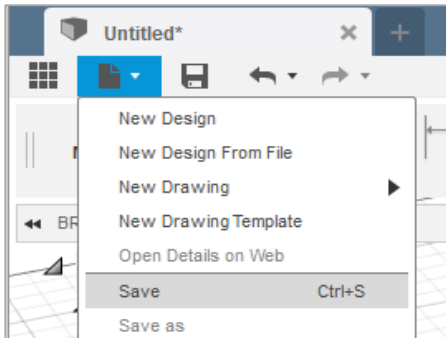 Untitled*
New Design
New Design From File
New Drawing
New Drawing Template
BR
Open Details on Web
Save Ctrl+S
Save as